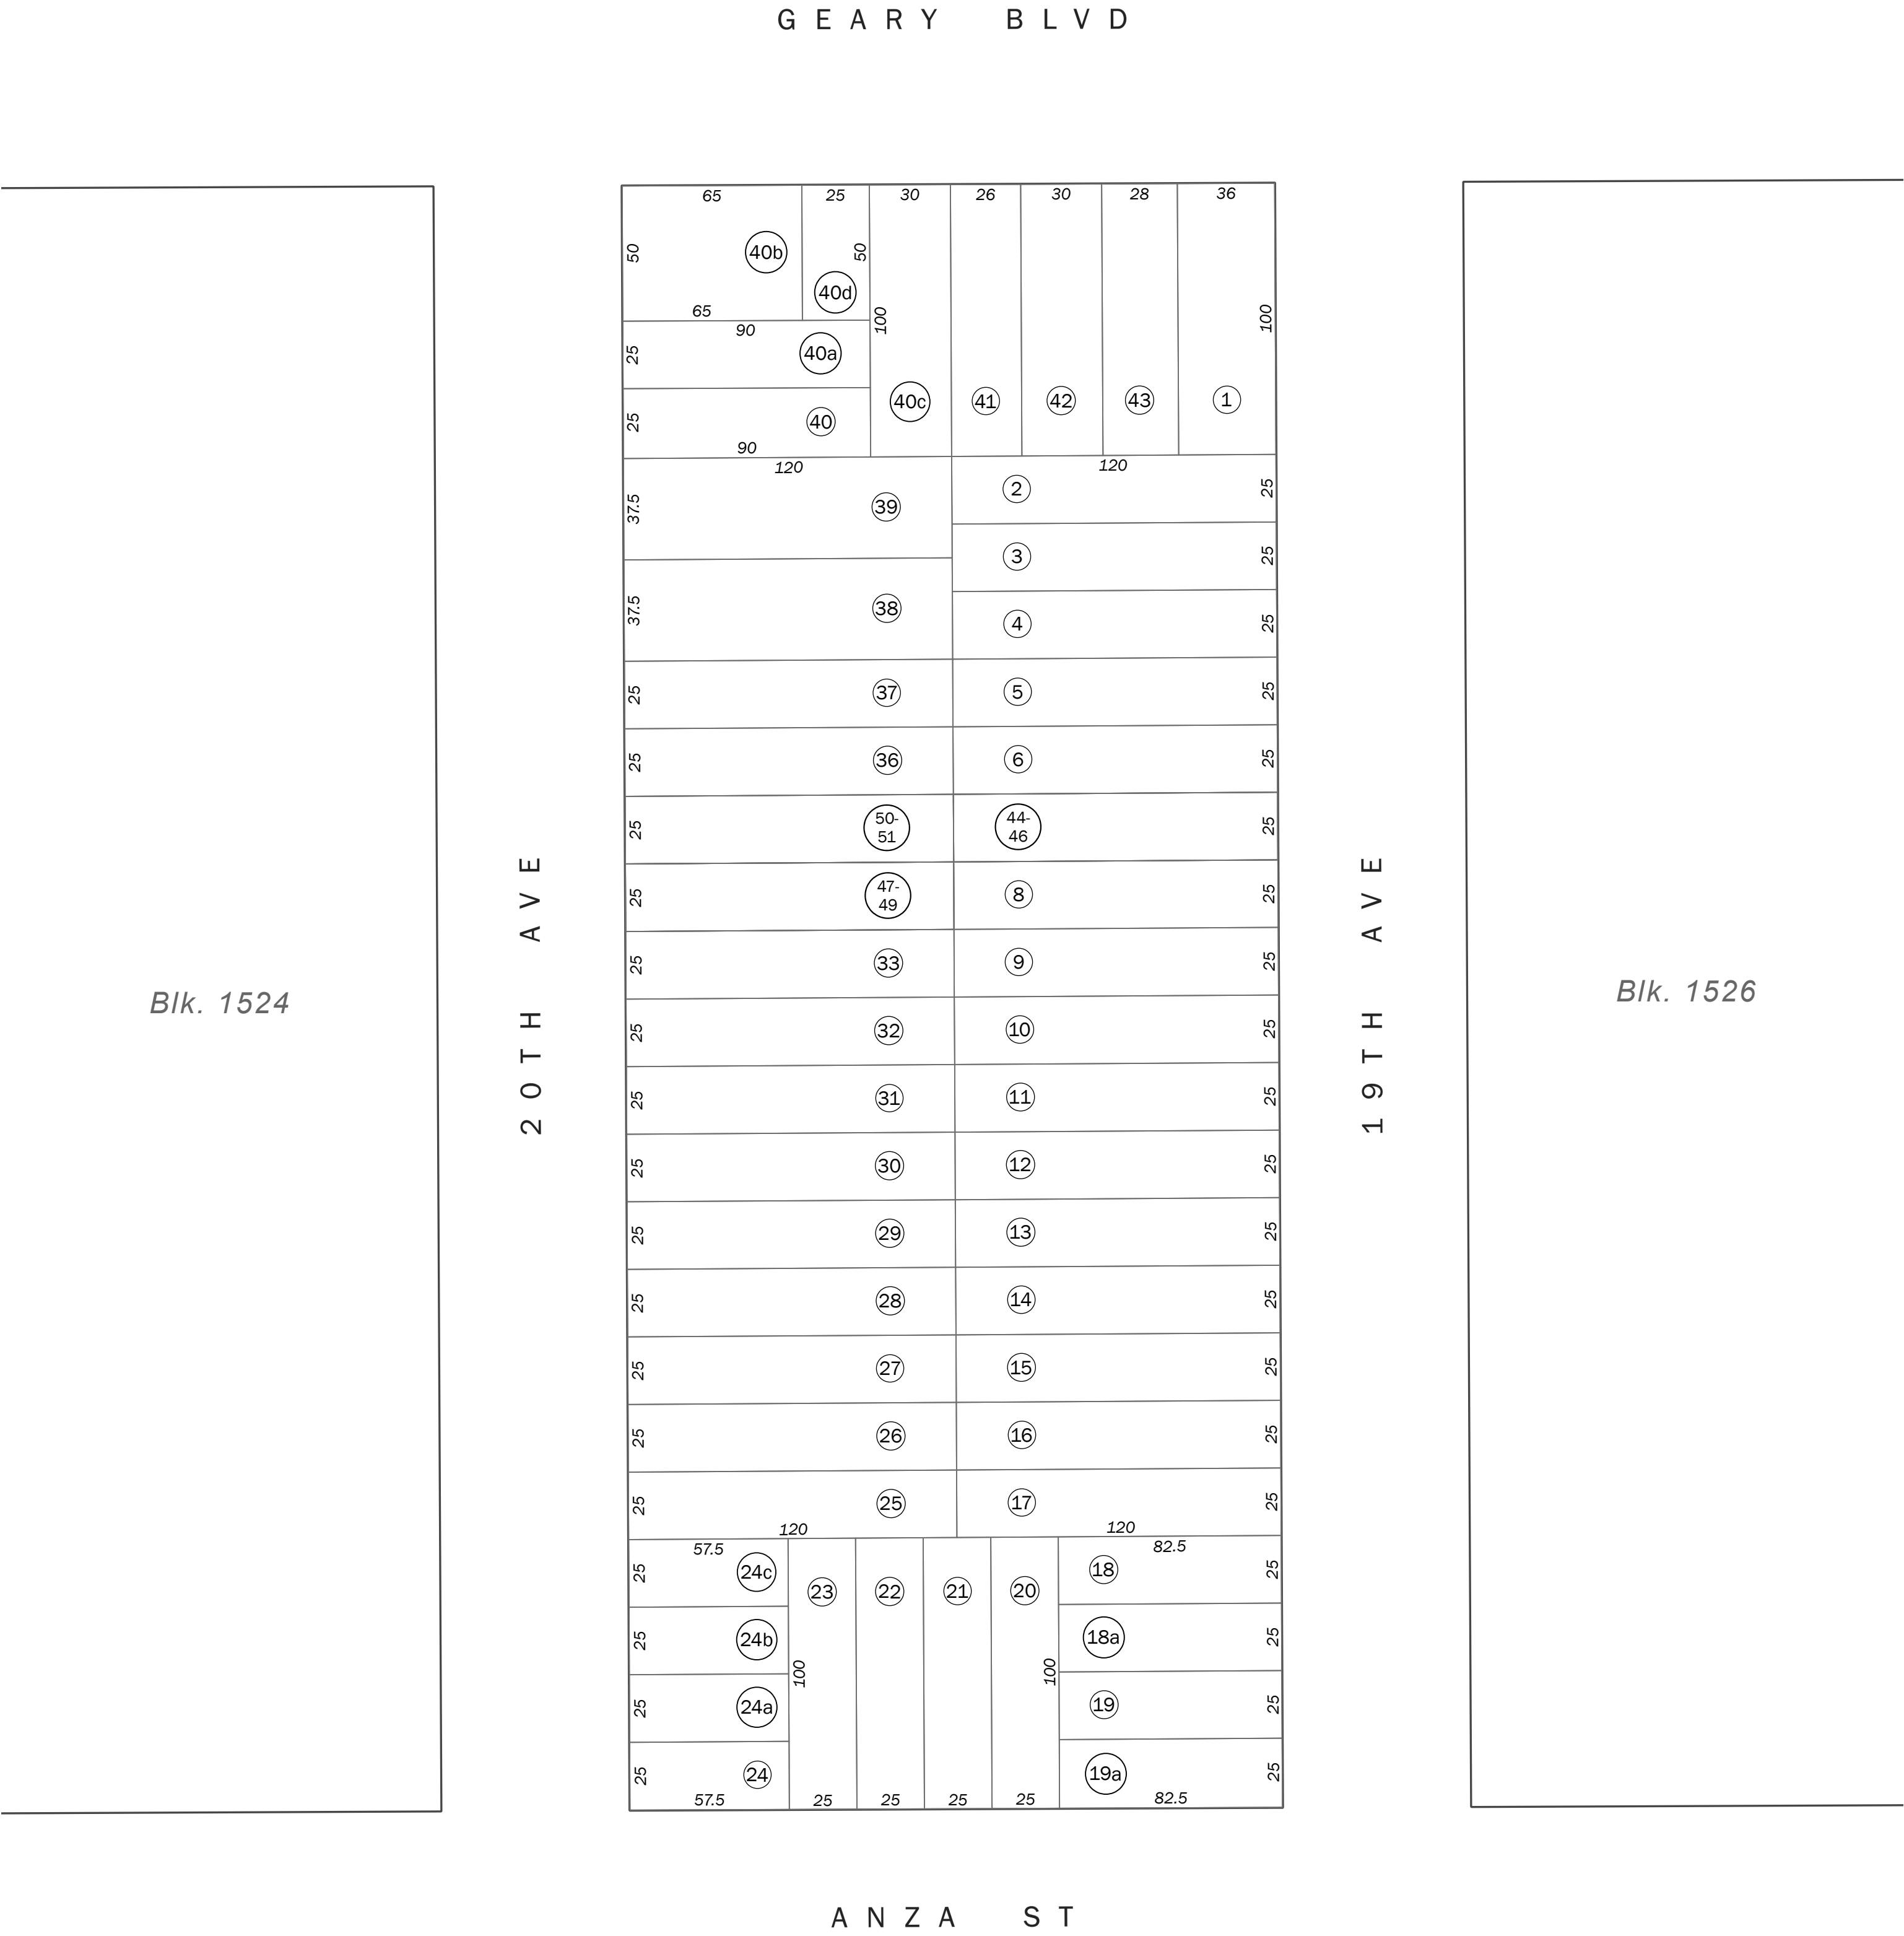 GEARY BLVD
65 25 30 26 30 28 36
50 40b 50 40d 100 100
65
90
25 40a
40c 41 42 43 1
25 40
90
120 120
37.5 39 2 25
3 25
37.5 38 4 25
25 37 5 25
25 36 6 25
25 50-51 44-46 25
25 47-49 8 25
25 33 9 25
25 32 10 25
25 31 11 25
25 30 12 25
25 29 13 25
25 28 14 25
25 27 15 25
25 26 16 25
25 25 17 25
120 120
57.5 82.5
25 24c 23 22 21 20 18 25
25 24b 18a 25
100 100
25 24a 19 25
25 24 19a 25
57.5 25 25 25 25 82.5
20TH AVE
19TH AVE
Blk. 1524
Blk. 1526
ANZA ST